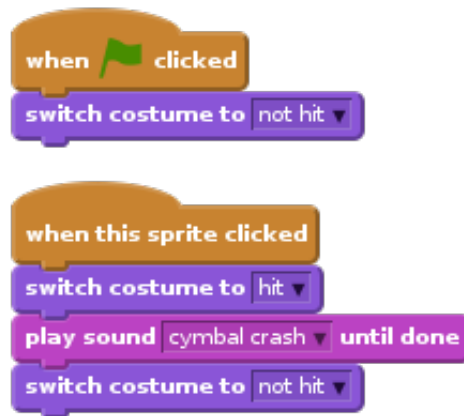 when clicked
switch costume to not hit
when this sprite clicked
switch costume to hit
play sound cymbal crash until done
switch costume to not hit